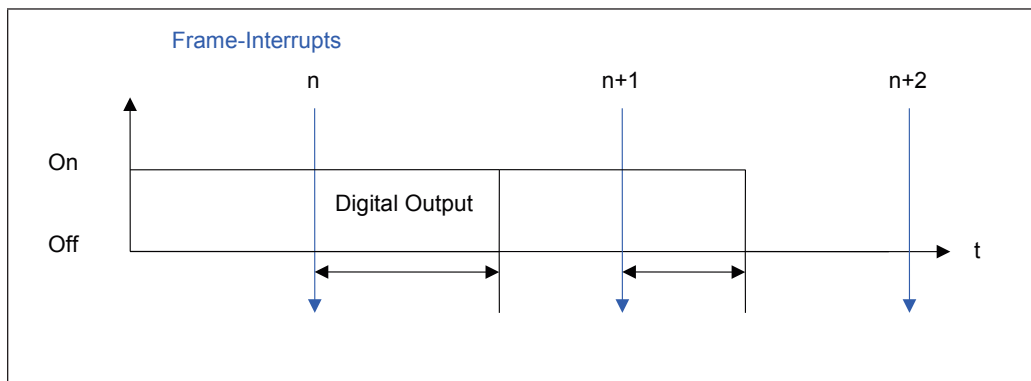 Frame-Interrupts
n
n+1
n+2
On
Digital Output
Off
t